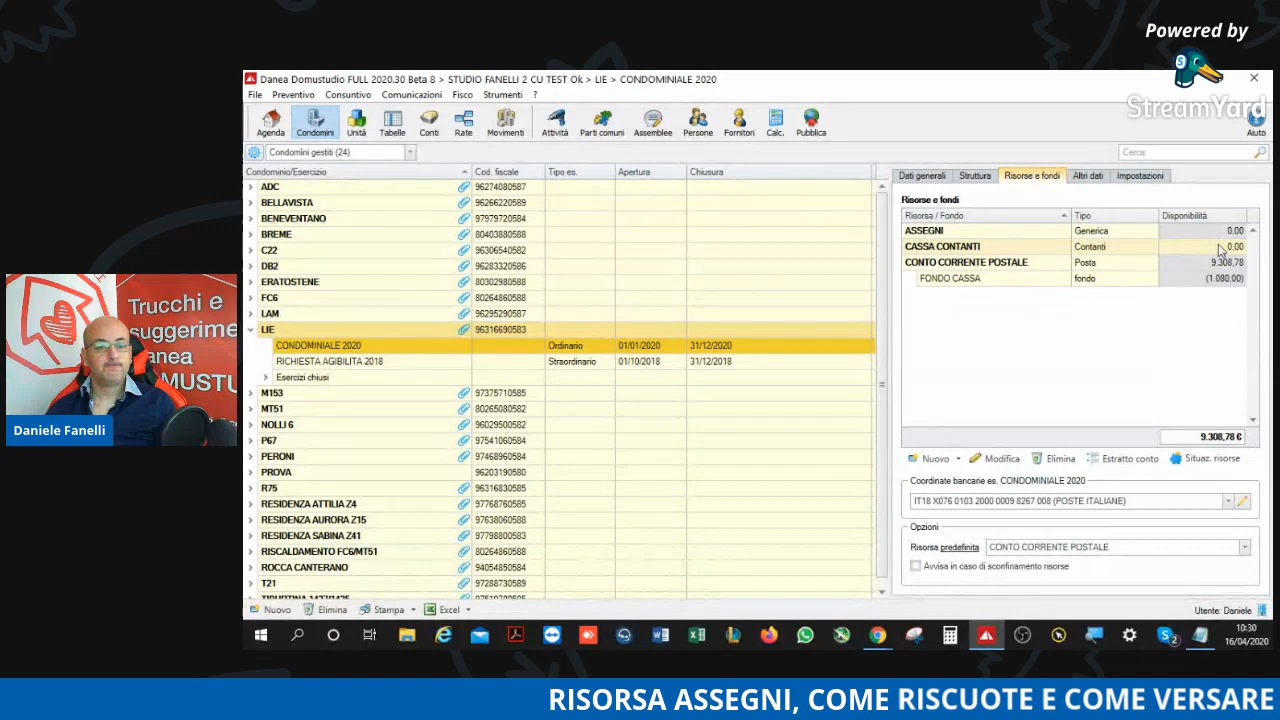 Powered by
StreamYard
Danea Domustudio FULL 2020.30 Beta 8 > STUDIO FANELLI 2 CU TEST Ok > LIE > CONDOMINIALE 2020
File Preventivo Consuntivo Comunicazioni Fisco Strumenti ?
Agenda Condomini Unità Tabelle Conti Rate Movimenti Attività Parti comuni Assemblee Persone Fornitori Calc. Pubblica Aiuto
Condomini gestiti (24) Cerce
Condominio/Esercizio Cod. fiscale Tipo es. Apertura Chiusura
ADC 96274080587
BELLAVISTA 96266220589
BENEVENTANO 97979720584
BREME 80403880588
C22 96306540582
DB2 96283320586
ERATOSTENE 80302980588
FC6 80264860588
LAM 96295290587
LIE 96316690583
CONDOMINIALE 2020 Ordinario 01/01/2020 31/12/2020
RICHIESTA AGIBILITA 2018 Straordinario 01/10/2018 31/12/2018
Esercizi chiusi
M153 97375710585
MT51 80265080582
NOLLI 6 96029500582
P67 97541060584
PERONI 97468960584
PROVA 96203190580
R75 96316830585
RESIDENZA ATTILIA Z4 97768760585
RESIDENZA AURORA Z15 97638060588
RESIDENZA SABINA Z41 97798800583
RISCALDAMENTO FC6/MT51 80264860588
ROCCA CANTERANO 94054850584
T21 97288730589
Nuovo Elimina Stampa Excel
Dati generali Struttura Risorse e fondi Altri dati Impostazioni
Risorse e fondi
Risorsa / Fondo Tipo Disponibilità
ASSEGNI Generica 0.00
CASSA CONTANTI Contanti 0.00
CONTO CORRENTE POSTALE Posta 9.308,78
FONDO CASSA fondo (1.080,00)
9.308,78 €
Nuovo Modifica Elimina Estratto conto Situaz. risorse
Coordinate bancarie es. CONDOMINIALE 2020
IT18 X076 0103 2000 0009 8267 008 (POSTE ITALIANE)
Opzioni
Risorsa predefinita CONTO CORRENTE POSTALE
Avvisa in caso di sconfinamento risorse
Utente: Daniele
10:30
16/04/2020
Trucchi e
suggerime
anea
MUSTU
Daniele Fanelli
RISORSA ASSEGNI, COME RISCUOTE E COME VERSARE